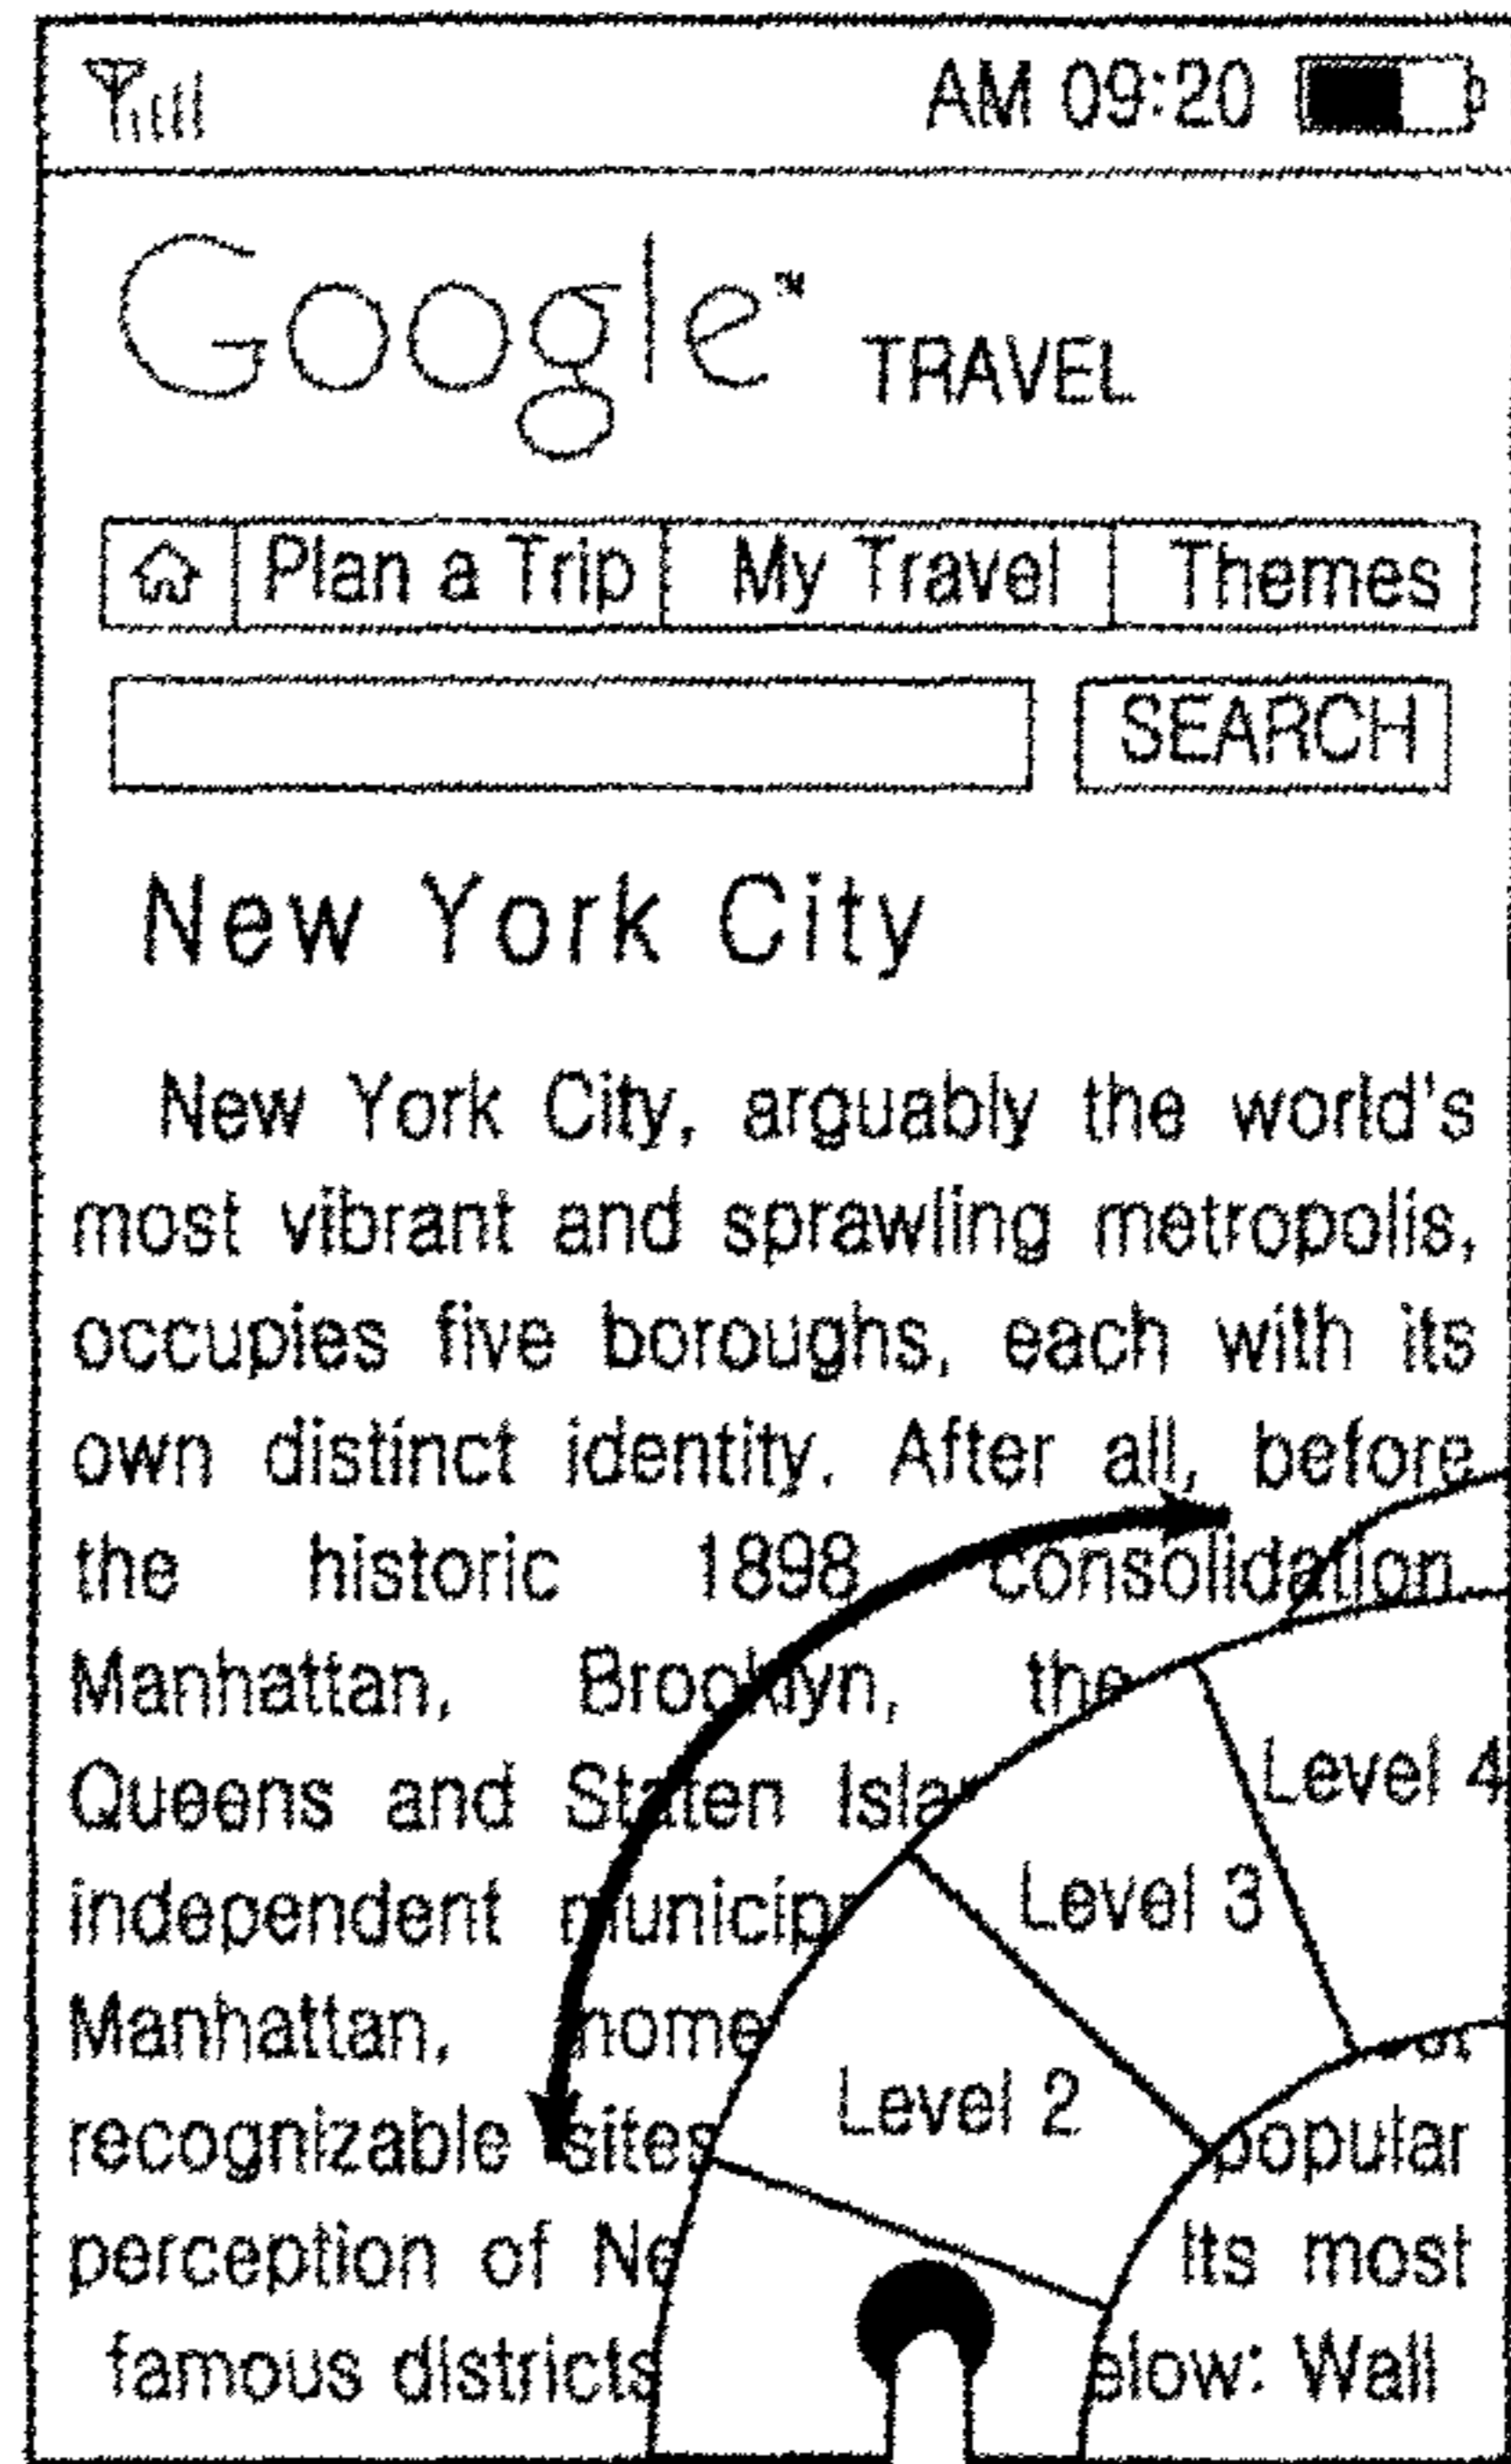 AM 09:20
Google™ TRAVEL
Plan a Trip My Travel Themes
SEARCH
New York City
New York City, arguably the world's
most vibrant and sprawling metropolis,
occupies five boroughs, each with its
own distinct identity. After all, before
the historic 1898 consolidation
Manhattan, Brooklyn, the
Queens and Staten
Level 4
independent
Level 3
Manhattan, home
Level 2
recognizable sites popular
perception of its most
famous districts elow: Wall